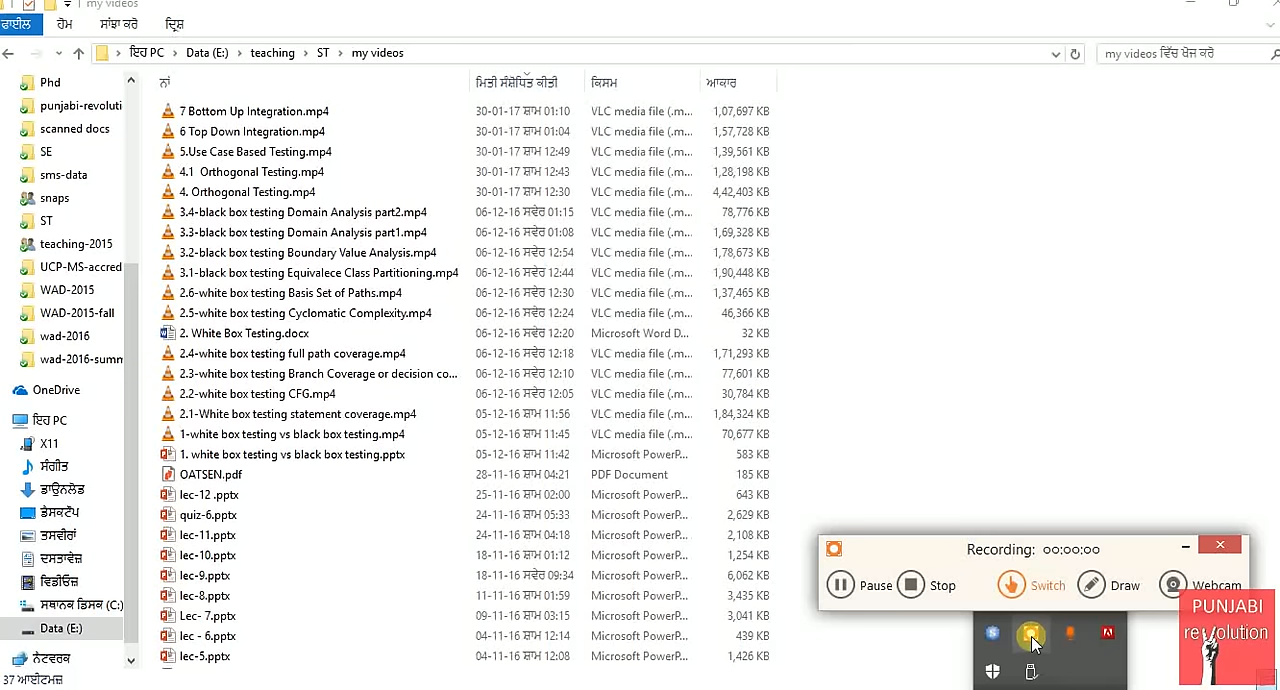 my videos
ਫਾਈਲ ਹੋਮ ਸਾਂਝਾ ਕਰੋ ਦ੍ਰਿਸ਼
ਇਹ PC > Data (E:) > teaching > ST > my videos
my videos ਵਿੱਚ ਖੋਜ ਕਰੋ
Phd
punjabi-revoluti
scanned docs
SE
sms-data
snaps
ST
teaching-2015
UCP-MS-accred
WAD-2015
WAD-2015-fall
wad-2016
wad-2016-summ
OneDrive
ਇਹ PC
X11
ਸੰਗੀਤ
ਡਾਊਨਲੋਡ
ਡੈਸਕਟੌਪ
ਤਸਵੀਰਾਂ
ਦਸਤਾਵੇਜ਼
ਵਿਡੀਓਜ਼
ਸਥਾਨਕ ਡਿਸਕ (C:)
Data (E:)
ਨੈਟਵਰਕ
37 ਆਈਟਮਜ਼
ਨਾਂ ਮਿਤੀ ਸੰਸ਼ੋਧਿਤ ਕੀਤੀ ਕਿਸਮ ਆਕਾਰ
7 Bottom Up Integration.mp4 30-01-17 ਸ਼ਾਮ 01:10 VLC media file (.m... 1,07,697 KB
6 Top Down Integration.mp4 30-01-17 ਸ਼ਾਮ 01:04 VLC media file (.m... 1,57,728 KB
5.Use Case Based Testing.mp4 30-01-17 ਸ਼ਾਮ 12:49 VLC media file (.m... 1,39,561 KB
4.1 Orthogonal Testing.mp4 30-01-17 ਸ਼ਾਮ 12:43 VLC media file (.m... 1,28,198 KB
4. Orthogonal Testing.mp4 30-01-17 ਸ਼ਾਮ 12:30 VLC media file (.m... 4,42,403 KB
3.4-black box testing Domain Analysis part2.mp4 06-12-16 ਸਵੇਰ 01:15 VLC media file (.m... 78,776 KB
3.3-black box testing Domain Analysis part1.mp4 06-12-16 ਸਵੇਰ 01:08 VLC media file (.m... 1,69,328 KB
3.2-black box testing Boundary Value Analysis.mp4 06-12-16 ਸਵੇਰ 12:54 VLC media file (.m... 1,78,673 KB
3.1-black box testing Equivalece Class Partitioning.mp4 06-12-16 ਸਵੇਰ 12:44 VLC media file (.m... 1,90,448 KB
2.6-white box testing Basis Set of Paths.mp4 06-12-16 ਸਵੇਰ 12:30 VLC media file (.m... 1,37,465 KB
2.5-white box testing Cyclomatic Complexity.mp4 06-12-16 ਸਵੇਰ 12:24 VLC media file (.m... 46,366 KB
2. White Box Testing.docx 06-12-16 ਸਵੇਰ 12:20 Microsoft Word D... 32 KB
2.4-white box testing full path coverage.mp4 06-12-16 ਸਵੇਰ 12:18 VLC media file (.m... 1,71,293 KB
2.3-white box testing Branch Coverage or decision co... 06-12-16 ਸਵੇਰ 12:10 VLC media file (.m... 77,601 KB
2.2-white box testing CFG.mp4 06-12-16 ਸਵੇਰ 12:05 VLC media file (.m... 30,784 KB
2.1-White box testing statement coverage.mp4 05-12-16 ਸ਼ਾਮ 11:56 VLC media file (.m... 1,84,324 KB
1-white box testing vs black box testing.mp4 05-12-16 ਸ਼ਾਮ 11:45 VLC media file (.m... 70,677 KB
1. white box testing vs black box testing.pptx 05-12-16 ਸ਼ਾਮ 11:42 Microsoft PowerP... 583 KB
OATSEN.pdf 28-11-16 ਸ਼ਾਮ 04:21 PDF Document 185 KB
lec-12 .pptx 25-11-16 ਸ਼ਾਮ 02:00 Microsoft PowerP... 643 KB
quiz-6.pptx 24-11-16 ਸ਼ਾਮ 05:33 Microsoft PowerP... 2,629 KB
lec-11.pptx 24-11-16 ਸ਼ਾਮ 04:18 Microsoft PowerP... 2,108 KB
lec-10.pptx 18-11-16 ਸ਼ਾਮ 01:12 Microsoft PowerP... 1,254 KB
lec-9.pptx 18-11-16 ਸਵੇਰ 09:34 Microsoft PowerP... 6,062 KB
lec-8.pptx 11-11-16 ਸ਼ਾਮ 01:59 Microsoft PowerP... 3,435 KB
Lec- 7.pptx 09-11-16 ਸ਼ਾਮ 03:15 Microsoft PowerP... 3,041 KB
lec - 6.pptx 04-11-16 ਸ਼ਾਮ 12:14 Microsoft PowerP... 439 KB
lec-5.pptx 04-11-16 ਸ਼ਾਮ 12:08 Microsoft PowerP... 1,426 KB
Recording: 00:00:00
Pause Stop Switch Draw Webcam
PUNJABI
revolution